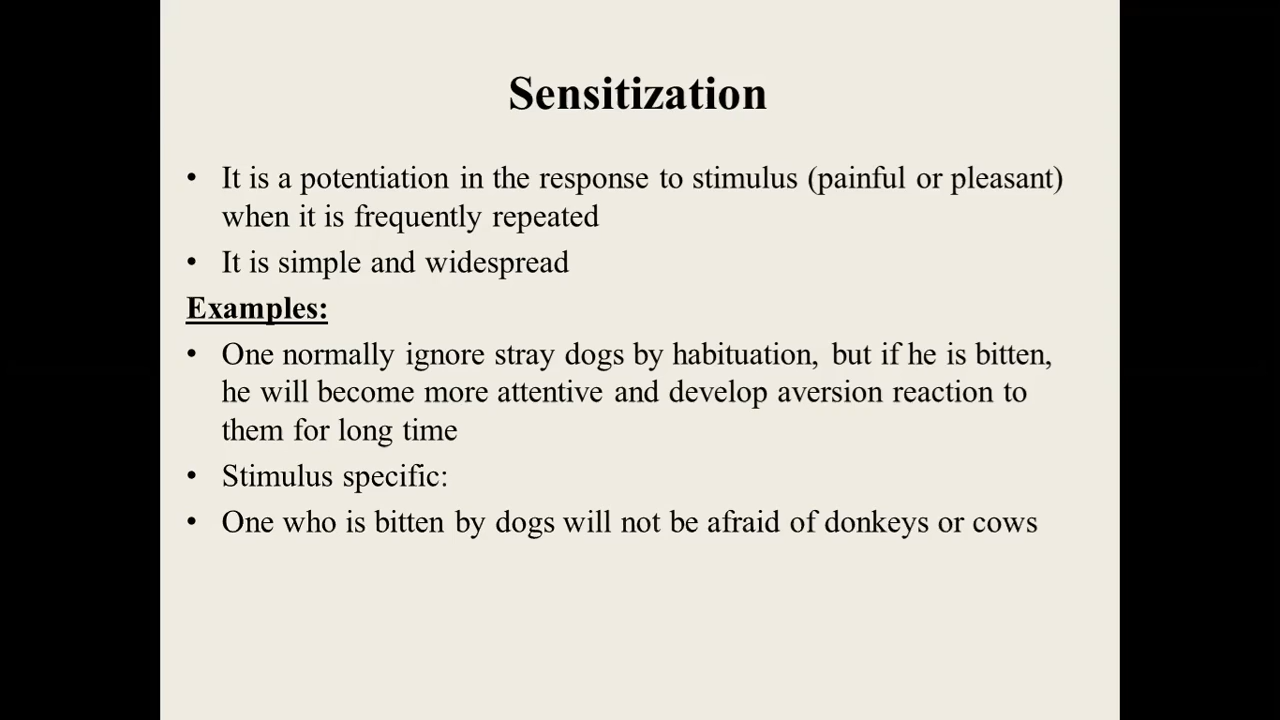 Sensitization
• It is a potentiation in the response to stimulus (painful or pleasant)
when it is frequently repeated
• It is simple and widespread
Examples:
• One normally ignore stray dogs by habituation, but if he is bitten,
he will become more attentive and develop aversion reaction to
them for long time
• Stimulus specific:
• One who is bitten by dogs will not be afraid of donkeys or cows